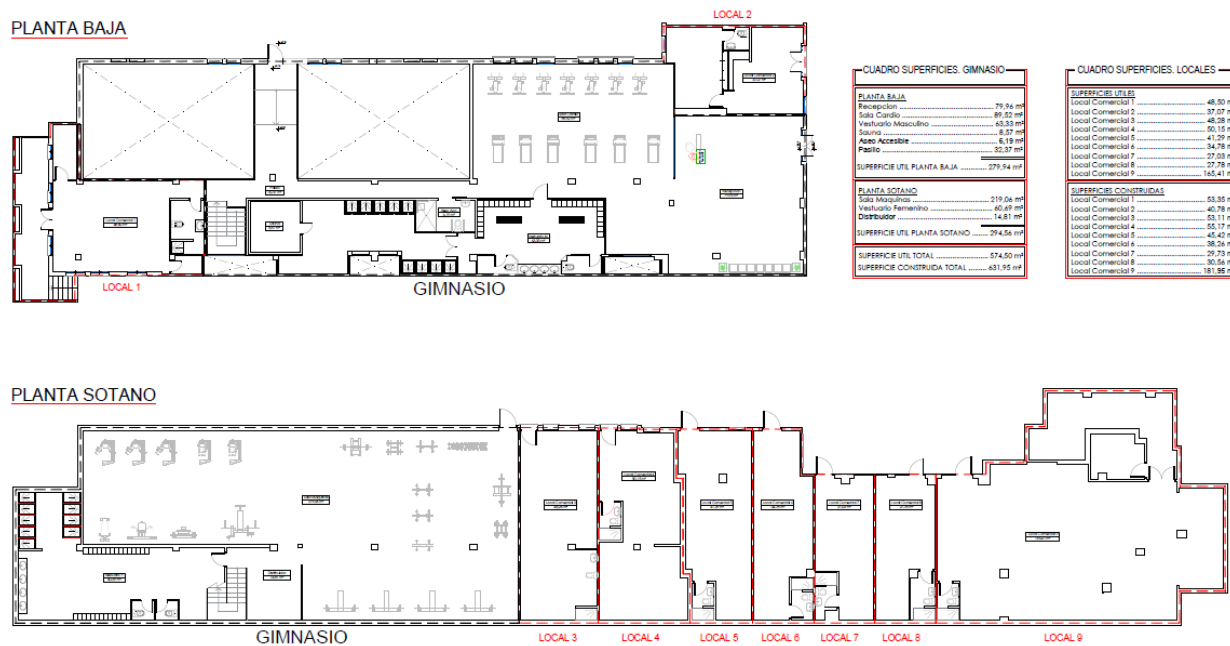 PLANTA BAJA
LOCAL 2
LOCAL 1
GIMNASIO
CUADRO SUPERFICIES. GIMNASIO
PLANTA BAJA
Recepcion 79,96 m²
Sala Cardio 89,52 m²
Vestuario Masculino 63,33 m²
Sauna 8,57 m²
Aseo Accesible 6,19 m²
Pasillo 32,37 m²
SUPERFICIE UTIL PLANTA BAJA 279,94 m²
PLANTA SOTANO
Sala Maquinas 219,06 m²
Vestuario Femenino 60,69 m²
Distribuidor 14,81 m²
SUPERFICIE UTIL PLANTA SOTANO 294,56 m²
SUPERFICIE UTIL TOTAL 574,50 m²
SUPERFICIE CONSTRUIDA TOTAL 631,95 m²
CUADRO SUPERFICIES. LOCALES
SUPERFICIES UTILES
Local Comercial 1 48,50 m
Local Comercial 2 37,07 m
Local Comercial 3 48,28 m
Local Comercial 4 50,15 m
Local Comercial 5 41,29 m
Local Comercial 6 34,78 m
Local Comercial 7 27,03 m
Local Comercial 8 27,78 m
Local Comercial 9 165,41 m
SUPERFICIES CONSTRUIDAS
Local Comercial 1 53,35 m
Local Comercial 2 40,78 m
Local Comercial 3 53,11 m
Local Comercial 4 55,17 m
Local Comercial 5 45,42 m
Local Comercial 6 38,26 m
Local Comercial 7 29,73 m
Local Comercial 8 30,56 m
Local Comercial 9 181,95 m
PLANTA SOTANO
GIMNASIO
LOCAL 3
LOCAL 4
LOCAL 5
LOCAL 6
LOCAL 7
LOCAL 8
LOCAL 9